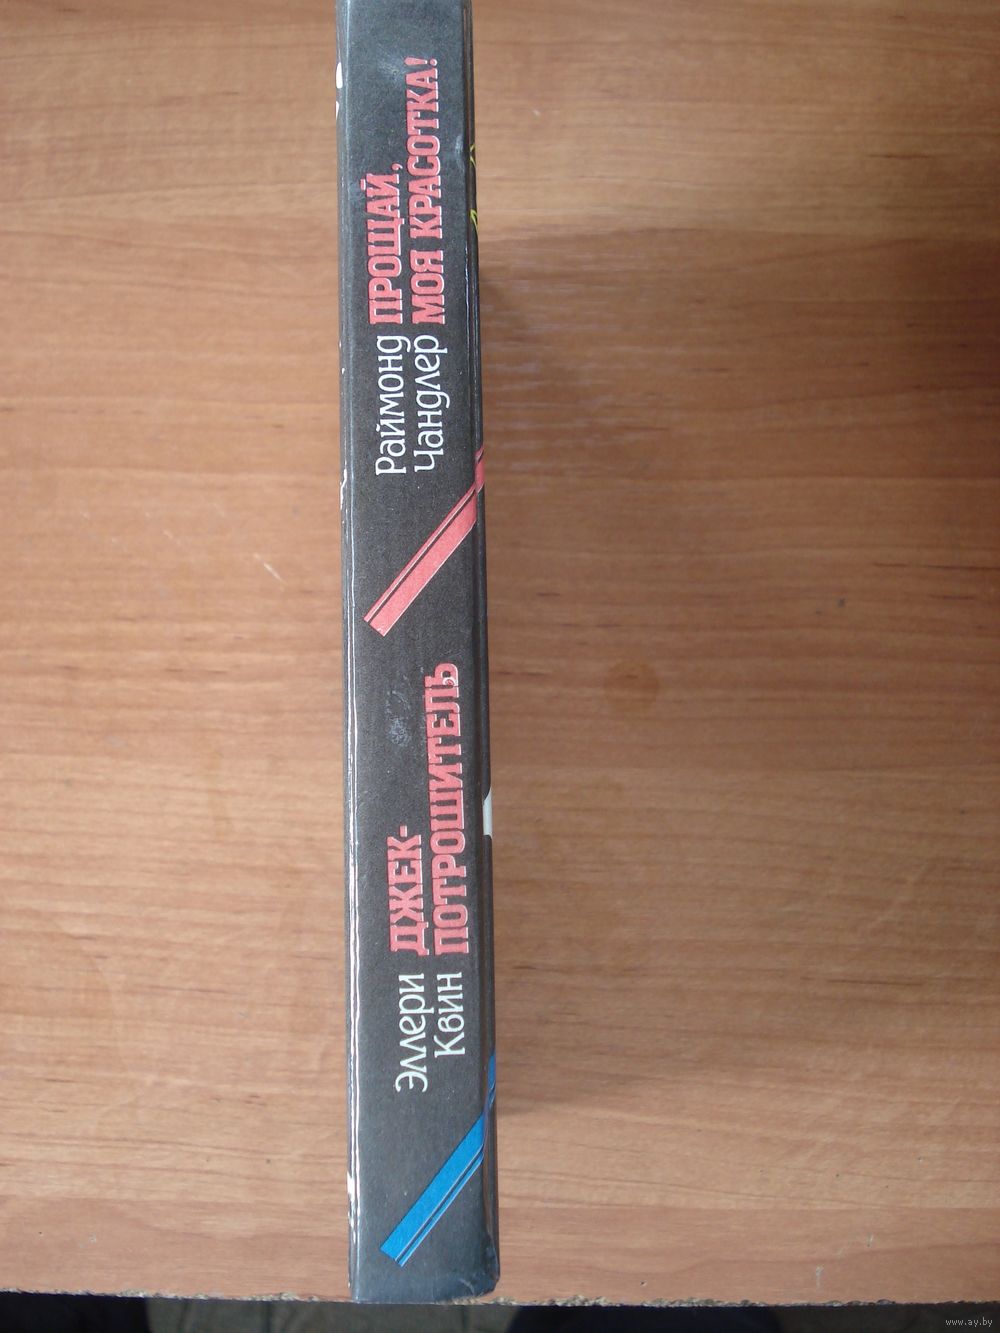 Эллери
Квин
ДЖЕК-
ПОТРОШИТЕЛЬ
Раймонд
Чандлер
ПРОЩАЙ,
МОЯ КРАСОТКА!
www.ay.by